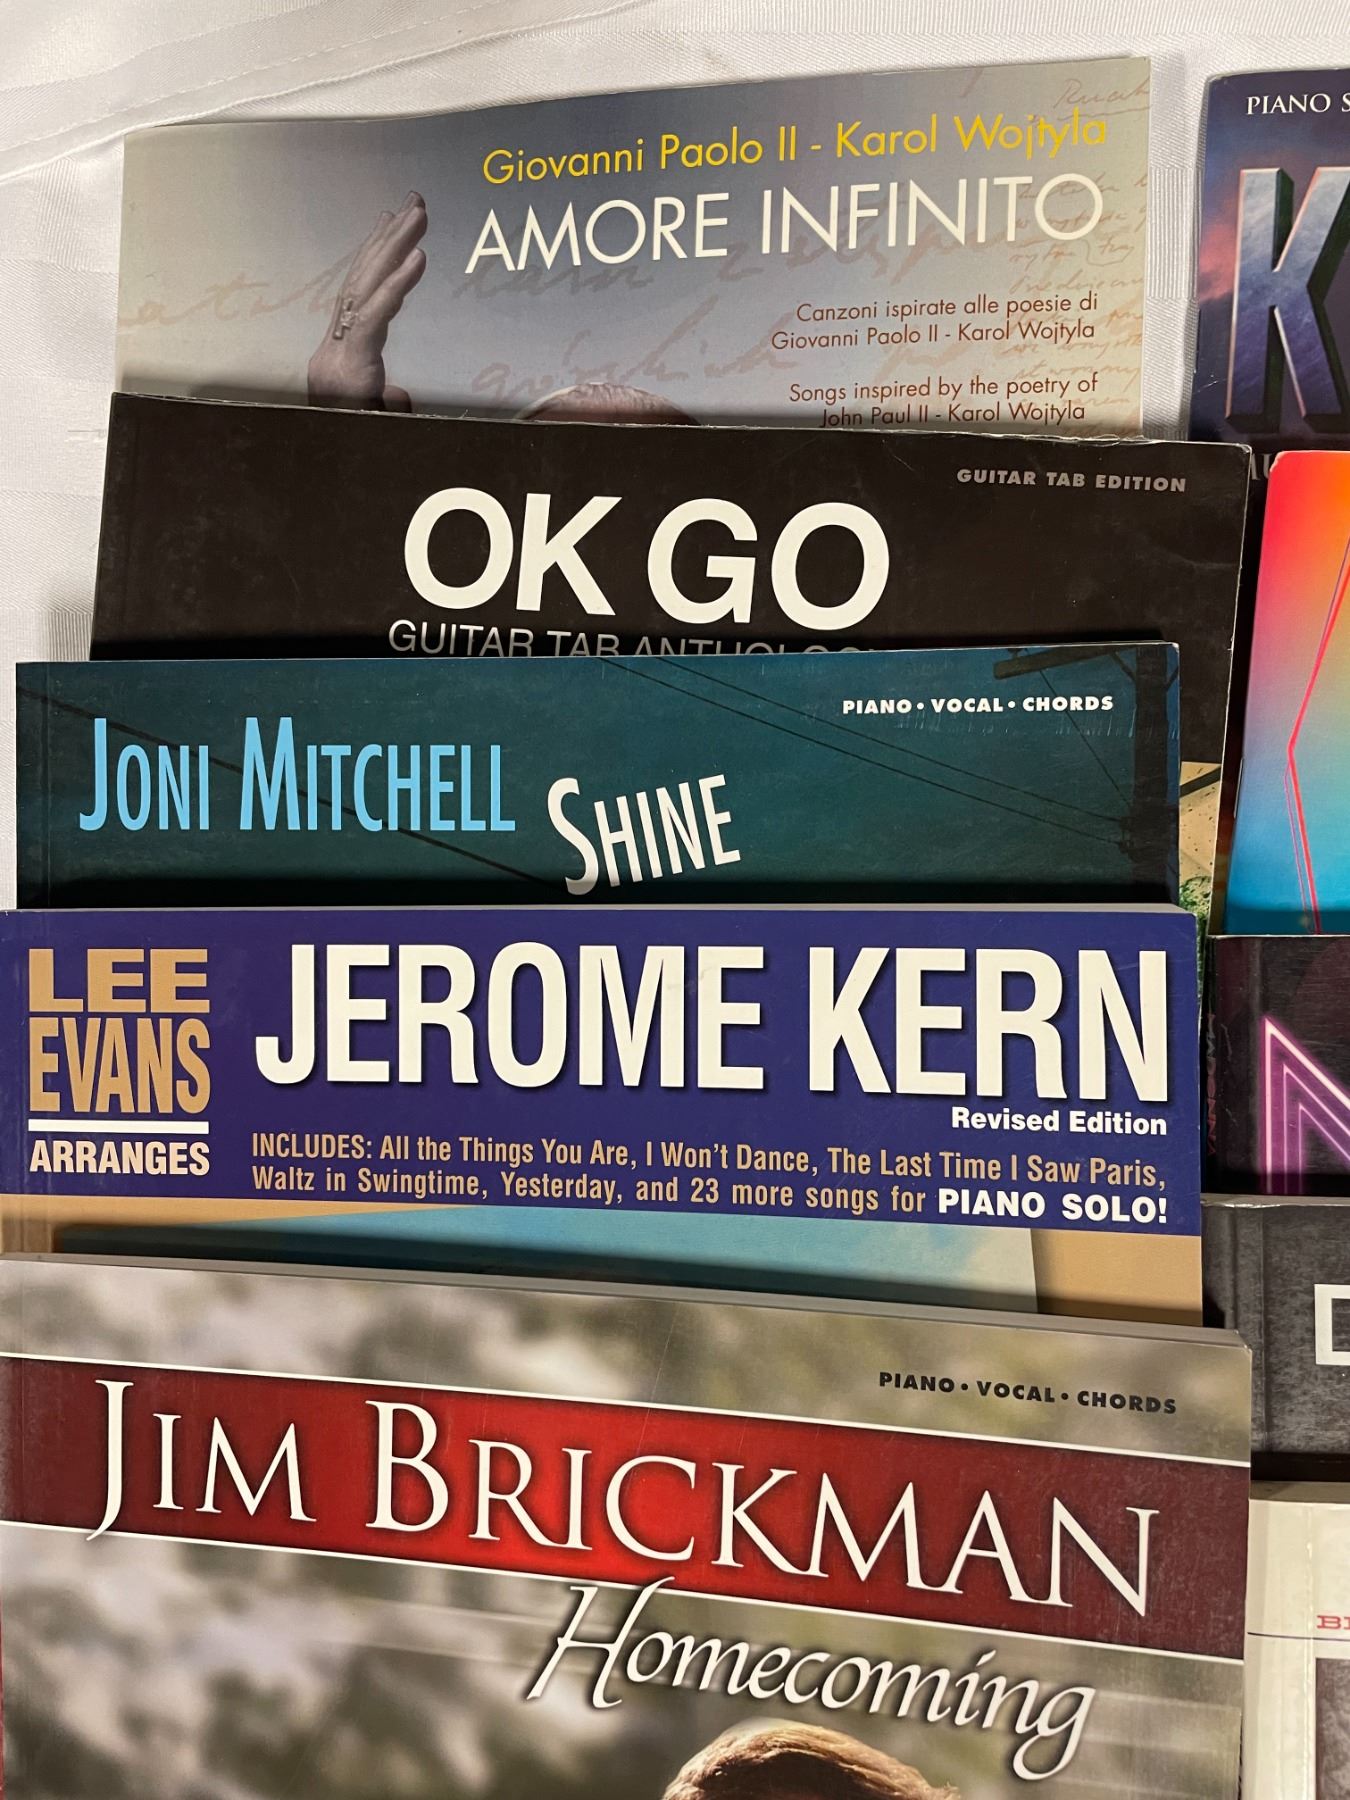 Giovanni Paolo II - Karol Wojtyla
AMORE INFINITO
Canzoni ispirate alle poesie di
Giovanni Paolo II - Karol Wojtyla
Songs inspired by the poetry of
John Paul II - Karol Wojtyla
GUITAR TAB EDITION
OK GO
GUITAR TAB ANTHOLOGY
PIANO • VOCAL • CHORDS
JONI MITCHELL
SHINE
LEE
EVANS
ARRANGES
JEROME KERN
Revised Edition
INCLUDES: All the Things You Are, I Won't Dance, The Last Time I Saw Paris,
Waltz in Swingtime, Yesterday, and 23 more songs for PIANO SOLO!
PIANO • VOCAL • CHORDS
JIM BRICKMAN
Homecoming
PIANO
K
MADONNA